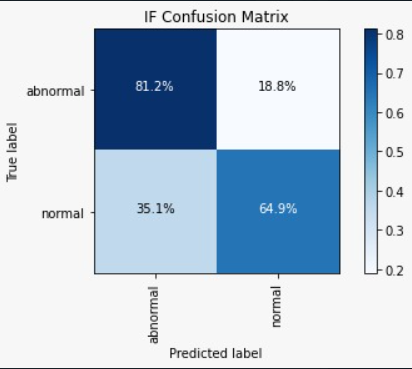 IF Confusion Matrix
True label
abnormal
81.2%
18.8%
normal
35.1%
64.9%
abnormal
normal
Predicted label
0.8
0.7
0.6
0.5
0.4
0.3
0.2